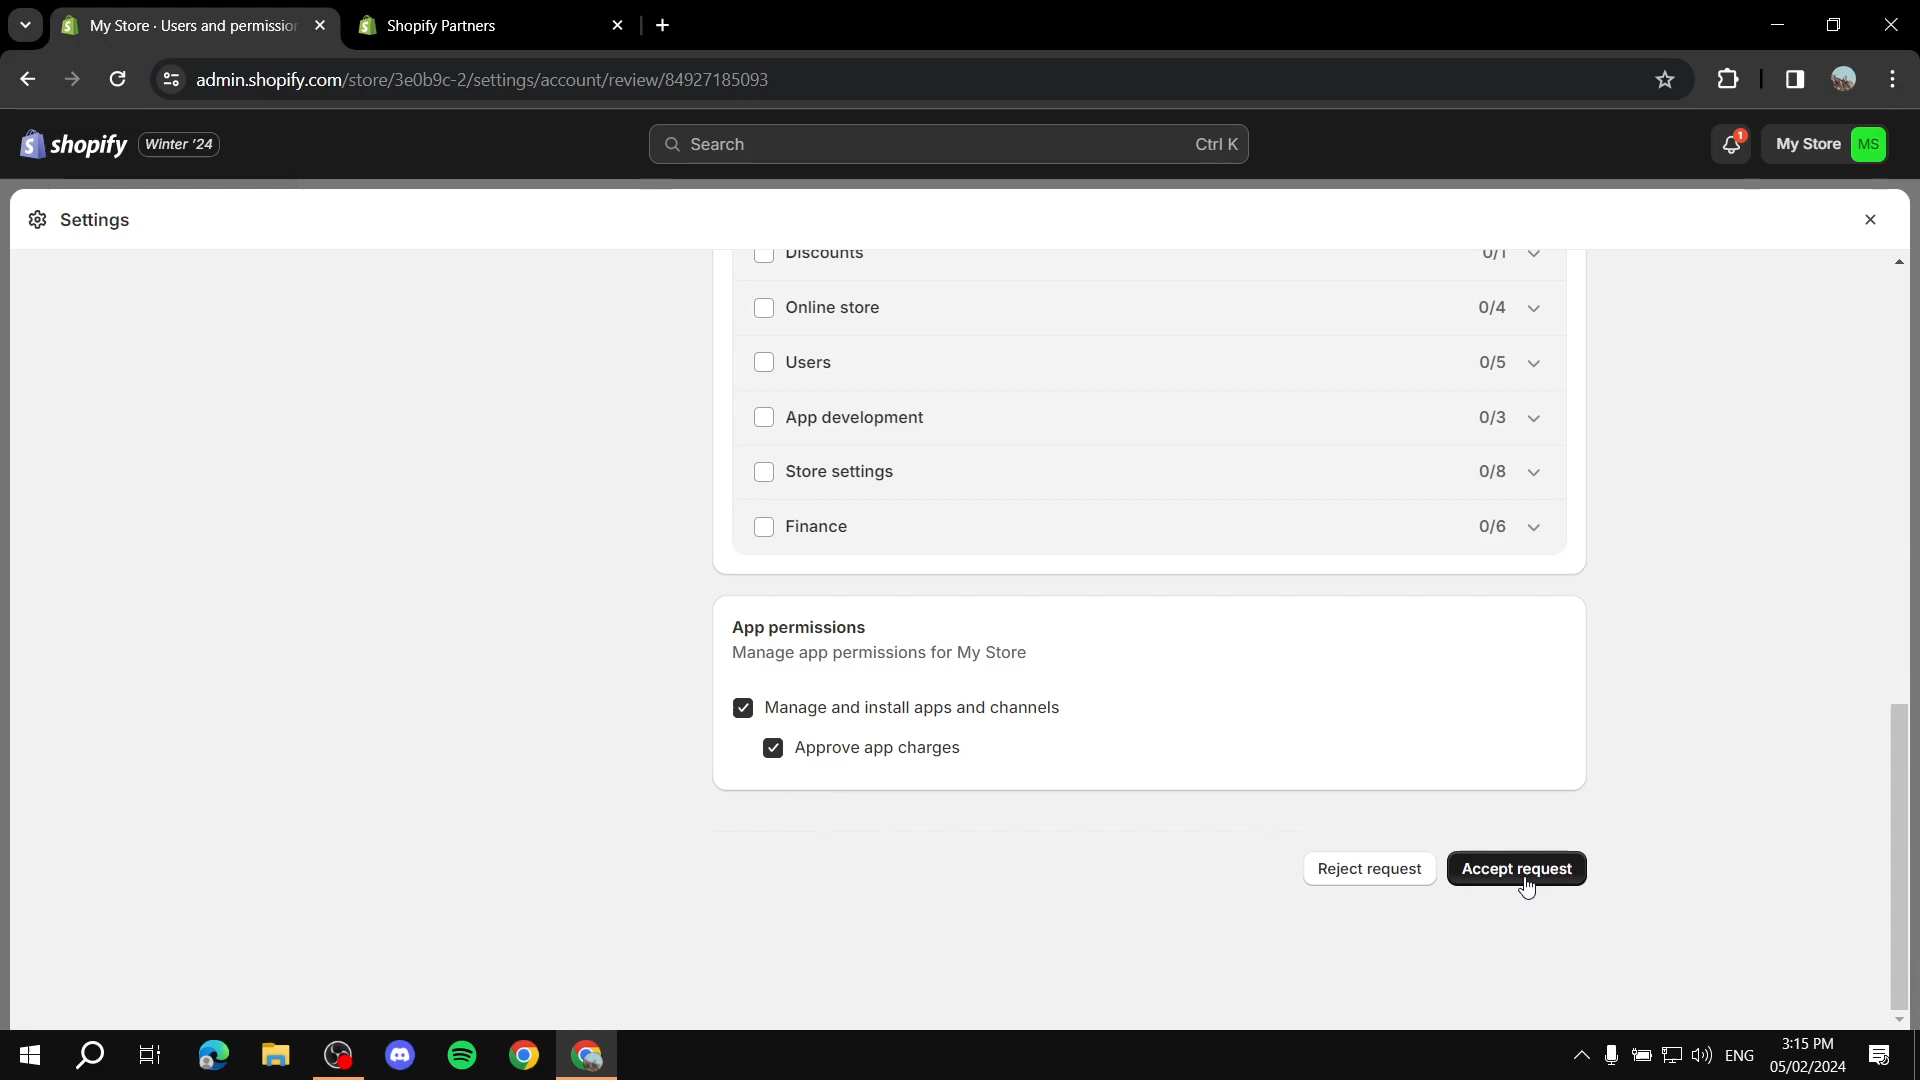 My Store · Users and permission
Shopify Partners
admin.shopify.com/store/3e0b9c-2/settings/account/review/84927185093
shopify
Winter '24
Search
Ctrl K
1
My Store
MS
Settings
Discounts
0/1
Online store
0/4
Users
0/5
App development
0/3
Store settings
0/8
Finance
0/6
App permissions
Manage app permissions for My Store
Manage and install apps and channels
Approve app charges
Reject request
Accept request
ENG
3:15 PM
05/02/2024